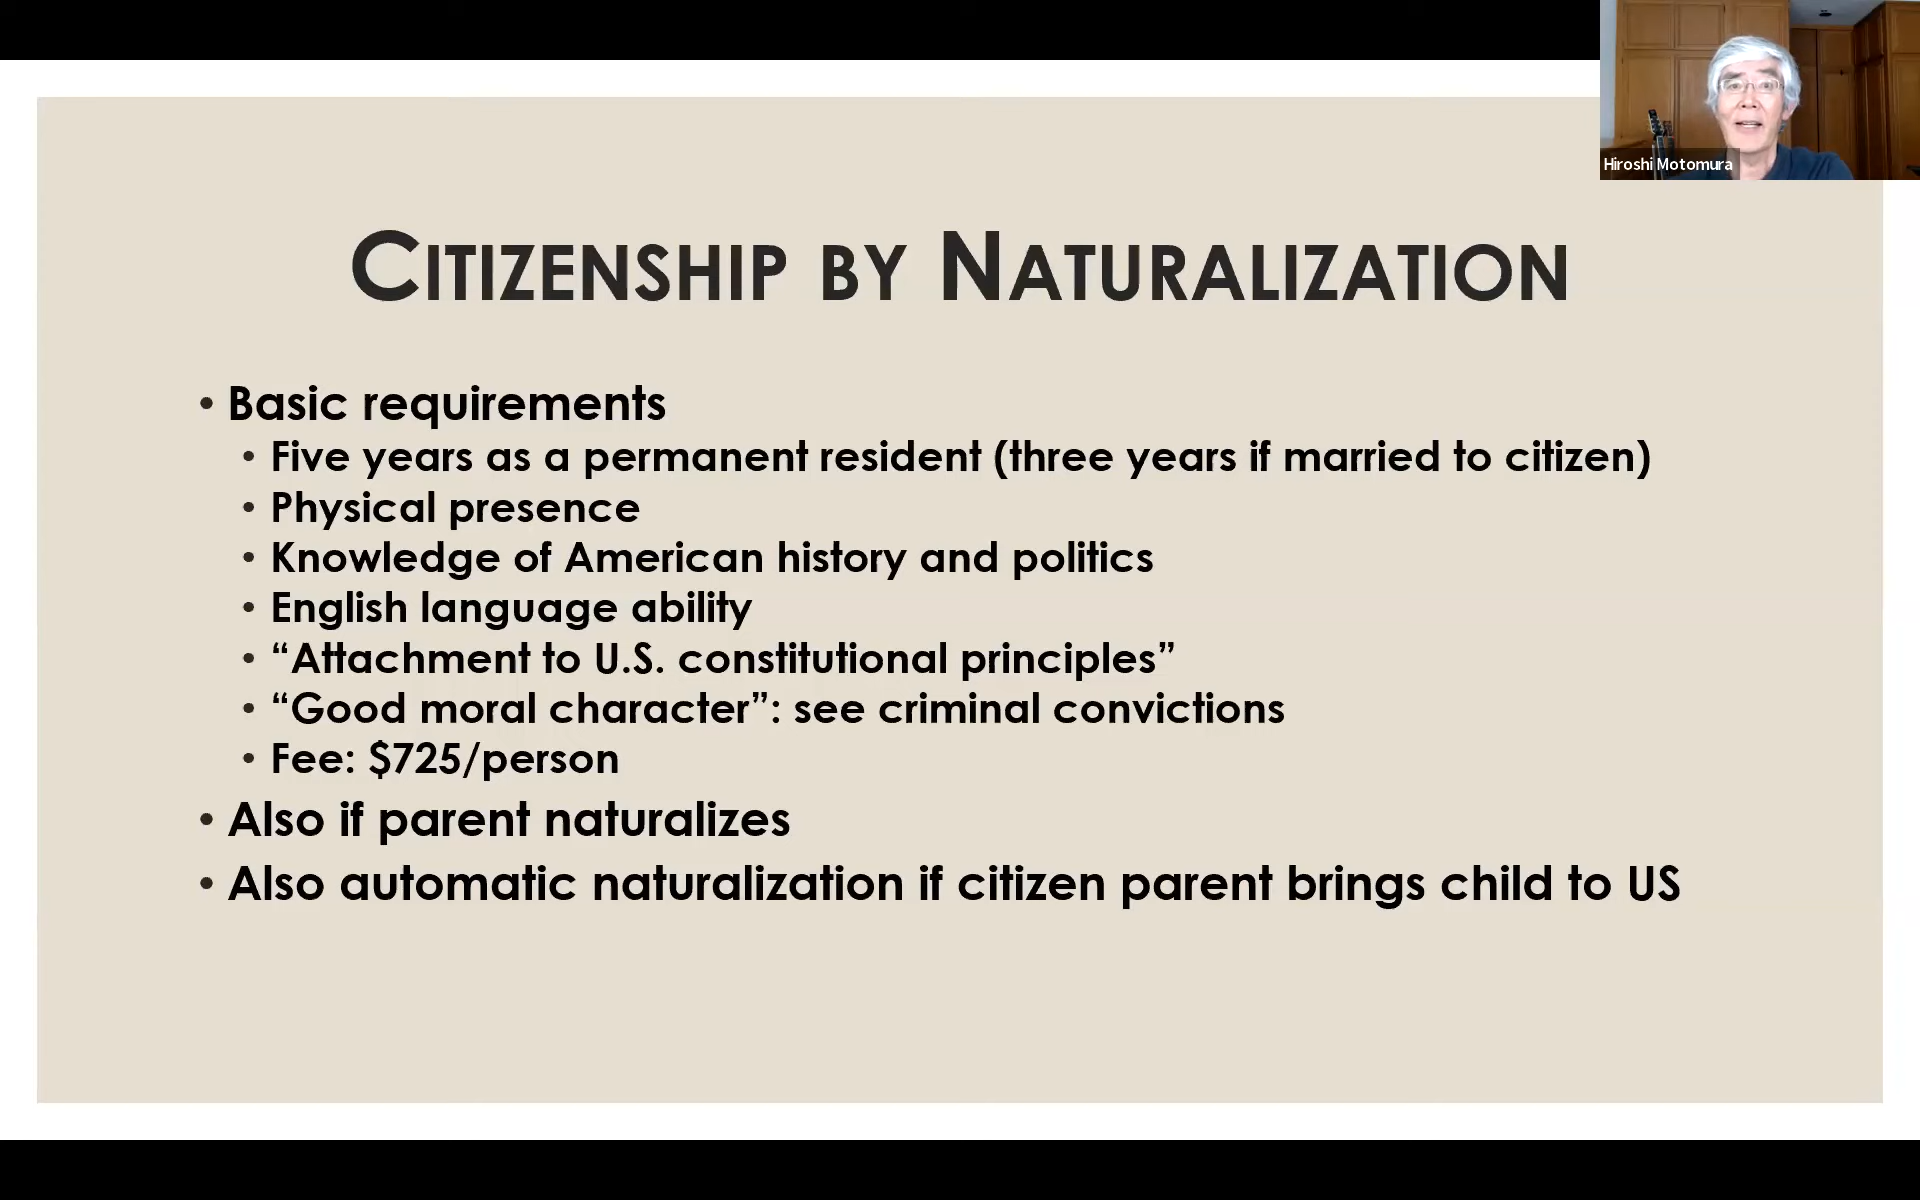 Hiroshi Motomura
CITIZENSHIP BY NATURALIZATION
• Basic requirements
• Five years as a permanent resident (three years if married to citizen)
• Physical presence
• Knowledge of American history and politics
• English language ability
• “Attachment to U.S. constitutional principles”
• “Good moral character”: see criminal convictions
• Fee: $725/person
• Also if parent naturalizes
• Also automatic naturalization if citizen parent brings child to US